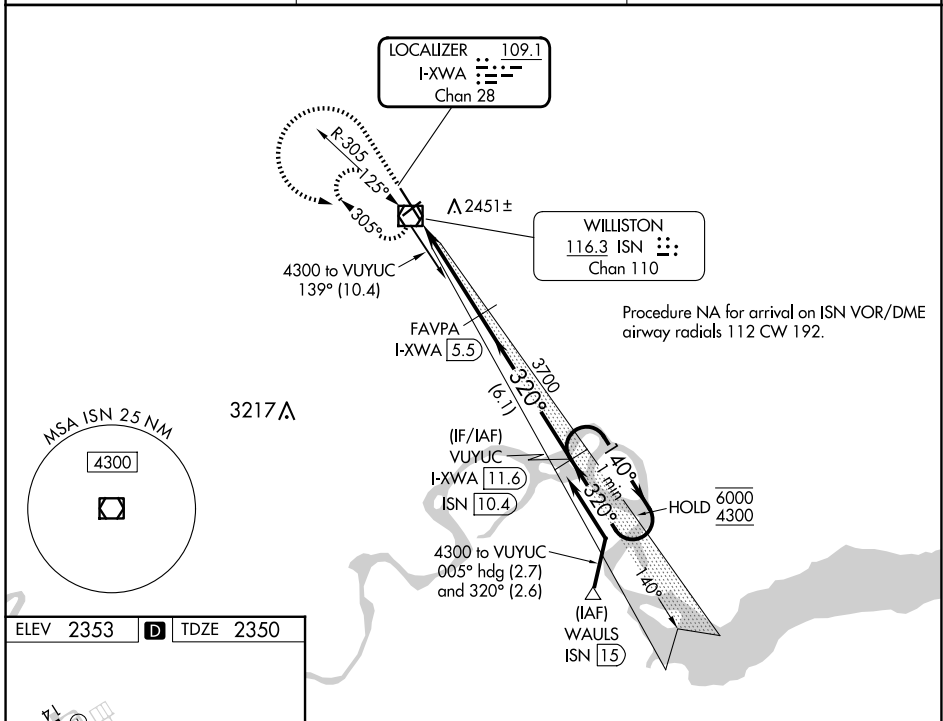 LOCALIZER 109.1
I-XWA
Chan 28
R-305
125°
305°
2451±
WILLISTON
116.3 ISN
Chan 110
4300 to VUYUC
139° (10.4)
Procedure NA for arrival on ISN VOR/DME
airway radials 112 CW 192.
FAVPA
I-XWA 5.5
3700
320°
(6.1)
MSA ISN 25 NM
4300
3217
(IF/IAF)
VUYUC
I-XWA 11.6
ISN 10.4
140°
1 min
320°
HOLD 6000
4300
4300 to VUYUC
005° hdg (2.7)
and 320° (2.6)
140°
(IAF)
WAULS
ISN 15
ELEV 2353 D TDZE 2350
14